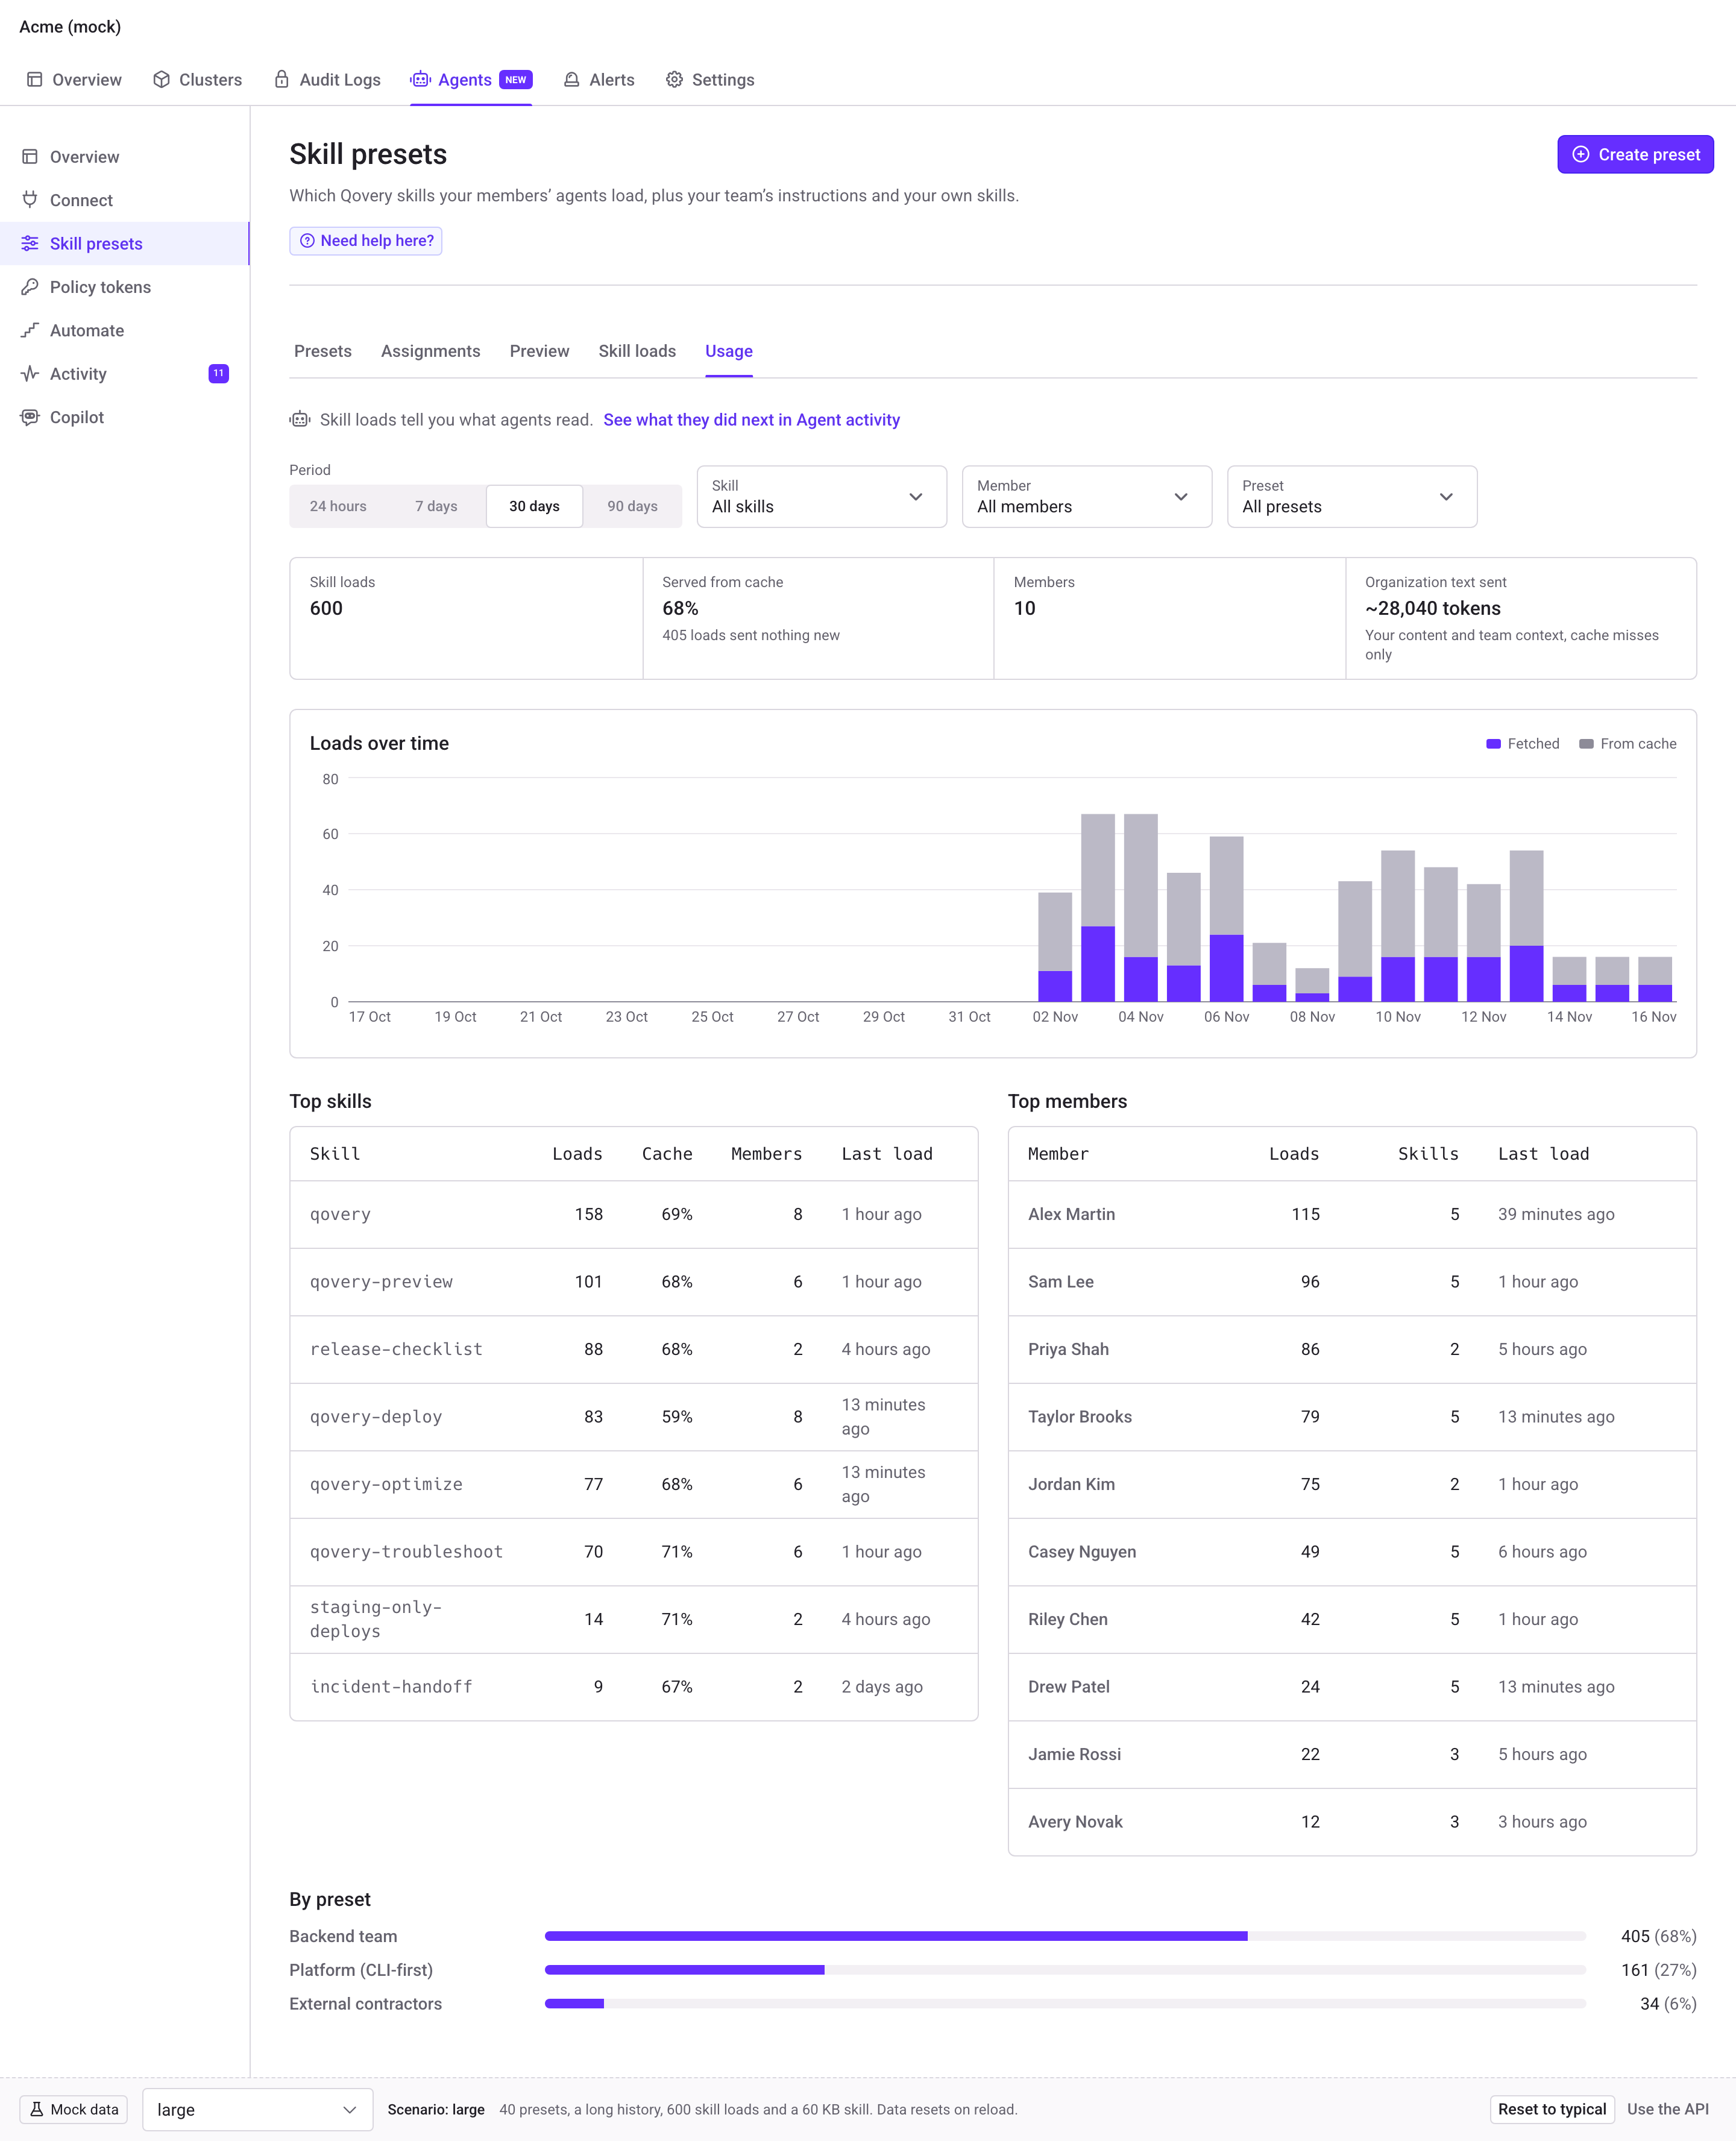 Acme (mock)
Overview
Clusters
Audit Logs
Agents NEW
Alerts
Settings
Overview
Connect
Skill presets
Policy tokens
Automate
Activity 11
Copilot
Skill presets
Create preset
Which Qovery skills your members’ agents load, plus your team’s instructions and your own skills.
Need help here?
Presets Assignments Preview Skill loads Usage
Skill loads tell you what agents read. See what they did next in Agent activity
Period
24 hours 7 days 30 days 90 days
Skill
All skills
Member
All members
Preset
All presets
Skill loads
600
Served from cache
68%
405 loads sent nothing new
Members
10
Organization text sent
~28,040 tokens
Your content and team context, cache misses
only
Loads over time
Fetched From cache
80
60
40
20
0
17 Oct 19 Oct 21 Oct 23 Oct 25 Oct 27 Oct 29 Oct 31 Oct 02 Nov 04 Nov 06 Nov 08 Nov 10 Nov 12 Nov 14 Nov 16 Nov
Top skills
Skill Loads Cache Members Last load
qovery 158 69% 8 1 hour ago
qovery-preview 101 68% 6 1 hour ago
release-checklist 88 68% 2 4 hours ago
qovery-deploy 83 59% 8 13 minutes
ago
qovery-optimize 77 68% 6 13 minutes
ago
qovery-troubleshoot 70 71% 6 1 hour ago
staging-only-
deploys 14 71% 2 4 hours ago
incident-handoff 9 67% 2 2 days ago
Top members
Member Loads Skills Last load
Alex Martin 115 5 39 minutes ago
Sam Lee 96 5 1 hour ago
Priya Shah 86 2 5 hours ago
Taylor Brooks 79 5 13 minutes ago
Jordan Kim 75 2 1 hour ago
Casey Nguyen 49 5 6 hours ago
Riley Chen 42 5 1 hour ago
Drew Patel 24 5 13 minutes ago
Jamie Rossi 22 3 5 hours ago
Avery Novak 12 3 3 hours ago
By preset
Backend team 405 (68%)
Platform (CLI-first) 161 (27%)
External contractors 34 (6%)
Mock data
large
Scenario: large 40 presets, a long history, 600 skill loads and a 60 KB skill. Data resets on reload.
Reset to typical
Use the API